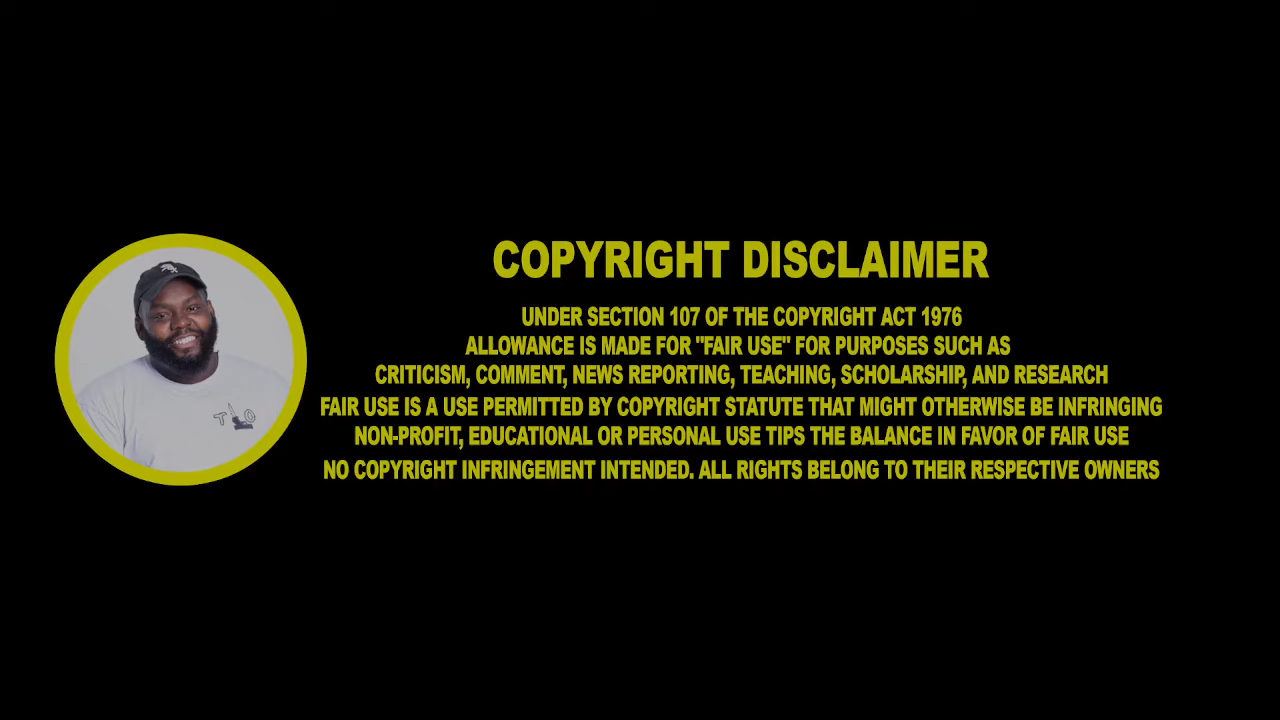 COPYRIGHT DISCLAIMER
UNDER SECTION 107 OF THE COPYRIGHT ACT 1976
ALLOWANCE IS MADE FOR "FAIR USE" FOR PURPOSES SUCH AS
CRITICISM, COMMENT, NEWS REPORTING, TEACHING, SCHOLARSHIP, AND RESEARCH
FAIR USE IS A USE PERMITTED BY COPYRIGHT STATUTE THAT MIGHT OTHERWISE BE INFRINGING
NON-PROFIT, EDUCATIONAL OR PERSONAL USE TIPS THE BALANCE IN FAVOR OF FAIR USE
NO COPYRIGHT INFRINGEMENT INTENDED. ALL RIGHTS BELONG TO THEIR RESPECTIVE OWNERS